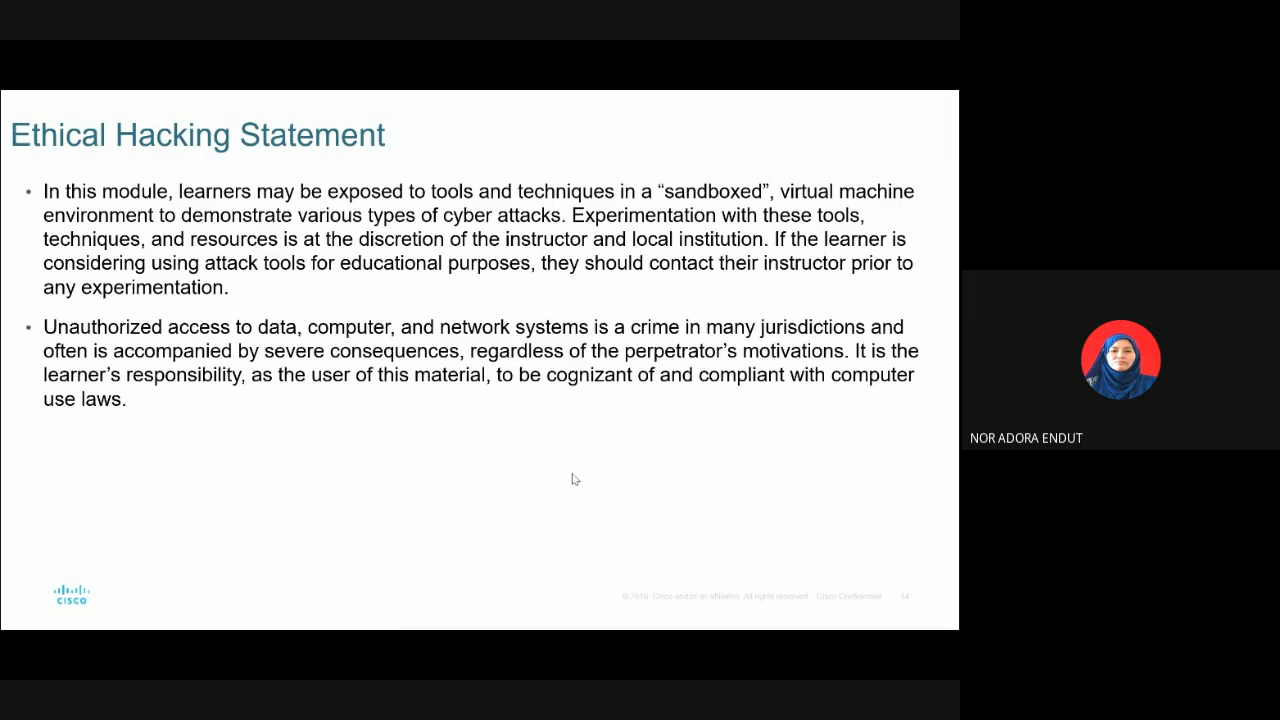 Ethical Hacking Statement
• In this module, learners may be exposed to tools and techniques in a “sandboxed”, virtual machine
environment to demonstrate various types of cyber attacks. Experimentation with these tools,
techniques, and resources is at the discretion of the instructor and local institution. If the learner is
considering using attack tools for educational purposes, they should contact their instructor prior to
any experimentation.
• Unauthorized access to data, computer, and network systems is a crime in many jurisdictions and
often is accompanied by severe consequences, regardless of the perpetrator’s motivations. It is the
learner’s responsibility, as the user of this material, to be cognizant of and compliant with computer
use laws.
NOR ADORA ENDUT
CISCO
Cisco and/or its affiliates. All rights reserved. Cisco Confidential 14